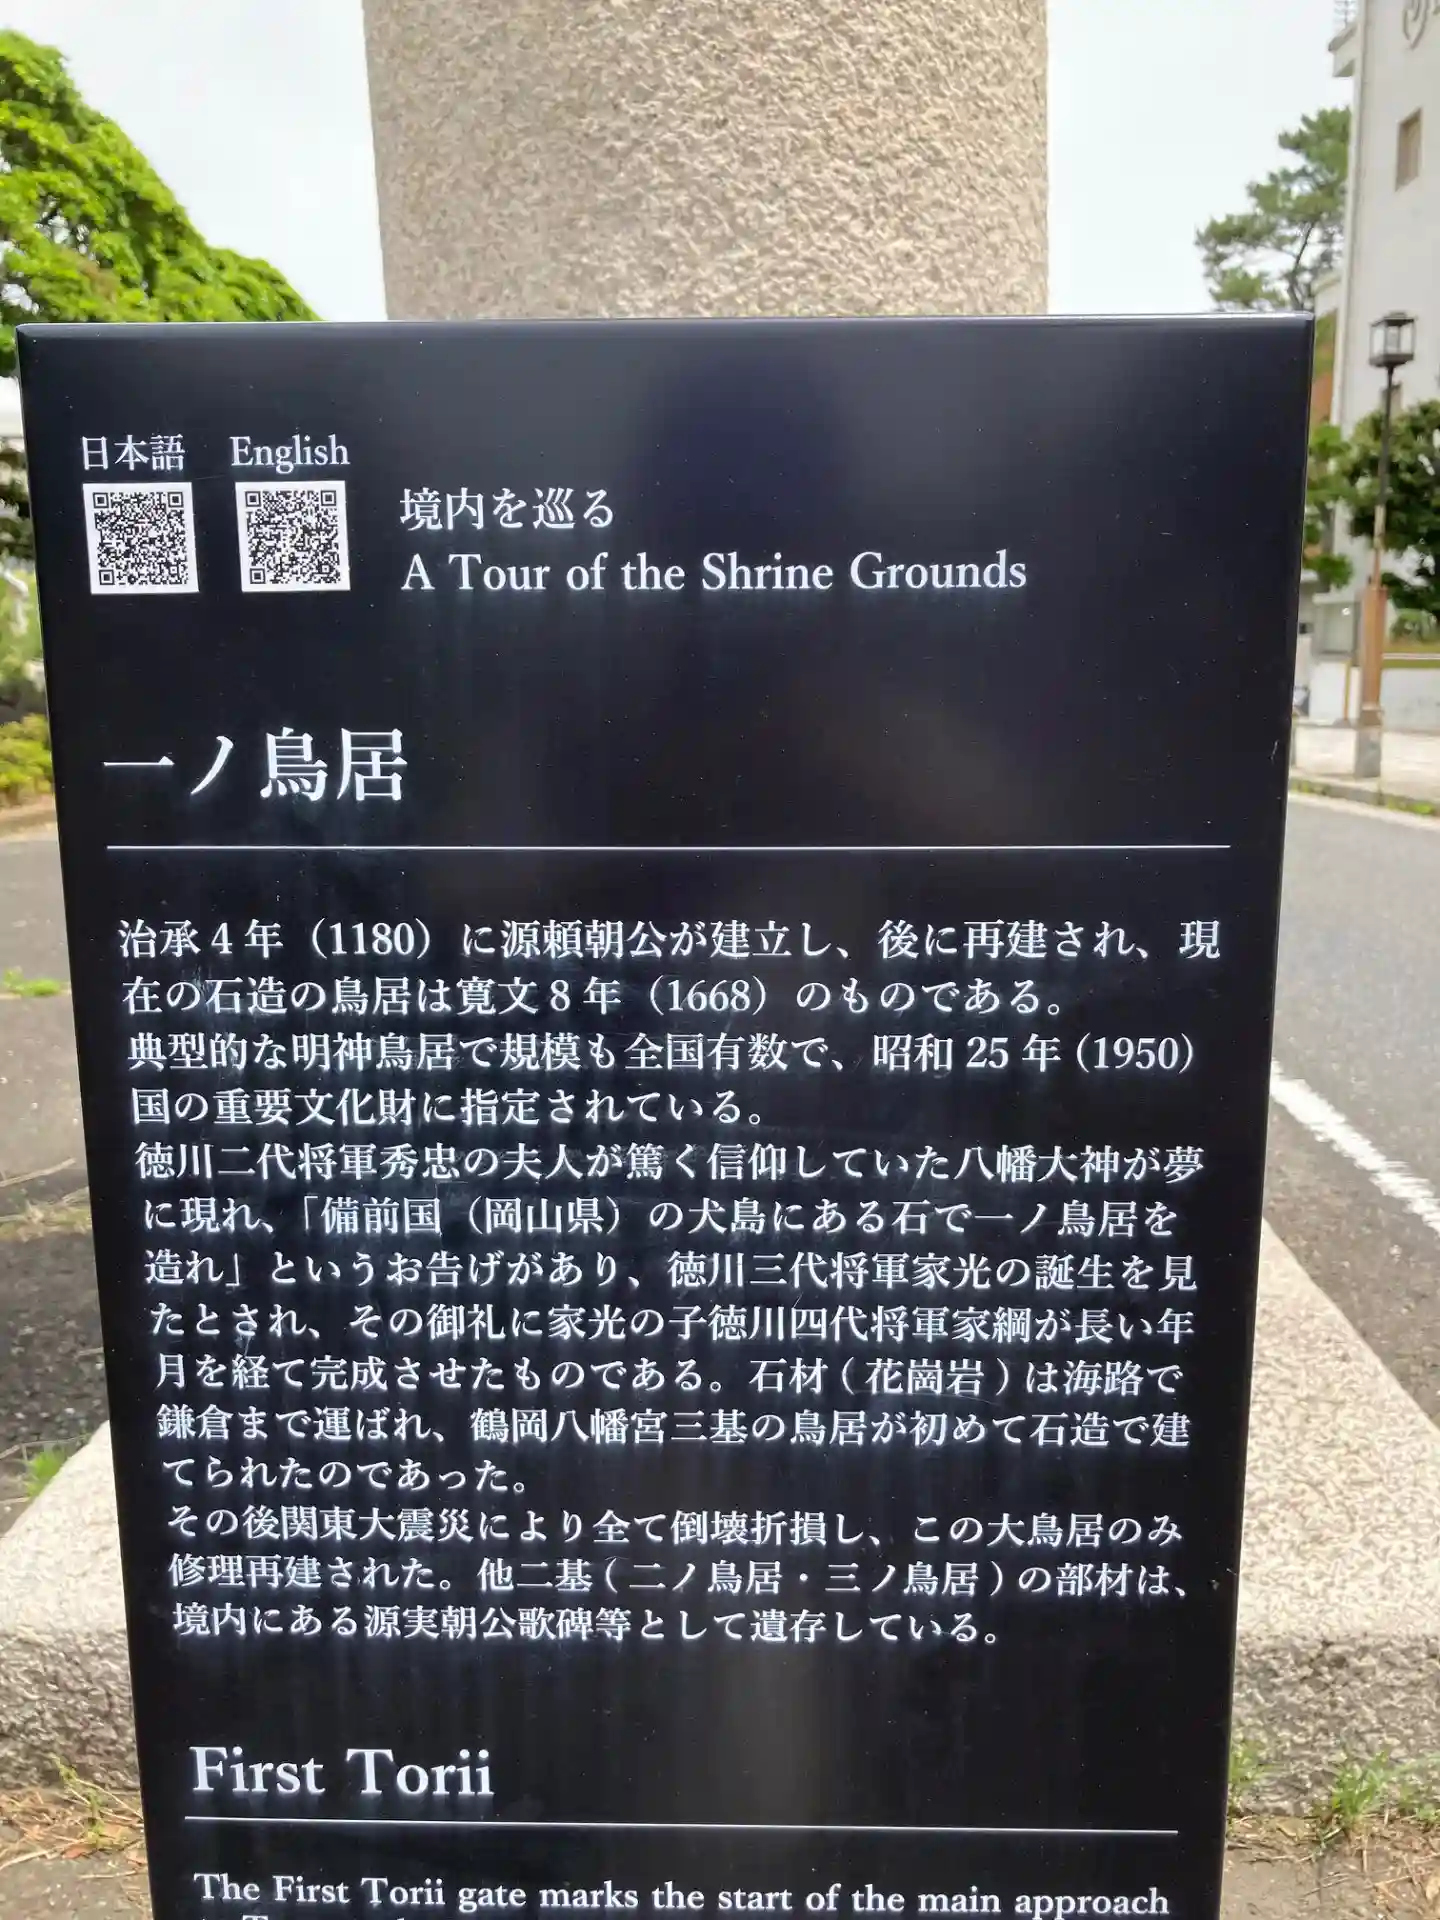 日本語 English
境内を巡る
A Tour of the Shrine Grounds
一ノ鳥居
治承4年（1180）に源頼朝公が建立し、後に再建され、現
在の石造の鳥居は寛文8年（1668）のものである。
典型的な明神鳥居で規模も全国有数で、昭和25年(1950)
国の重要文化財に指定されている。
徳川二代将軍秀忠の夫人が篤く信仰していた八幡大神が夢
に現れ、「備前国（岡山県）の犬島にある石で一ノ鳥居を
造れ」というお告げがあり、徳川三代将軍家光の誕生を見
たとされ、その御礼に家光の子徳川四代将軍家綱が長い年
月を経て完成させたものである。石材(花崗岩)は海路で
鎌倉まで運ばれ、鶴岡八幡宮三基の鳥居が初めて石造で建
てられたのであった。
その後関東大震災により全て倒壊折損し、この大鳥居のみ
修理再建された。他二基(二ノ鳥居・三ノ鳥居)の部材は、
境内にある源実朝公歌碑等として遺存している。
First Torii
The First Torii gate marks the start of the main approach